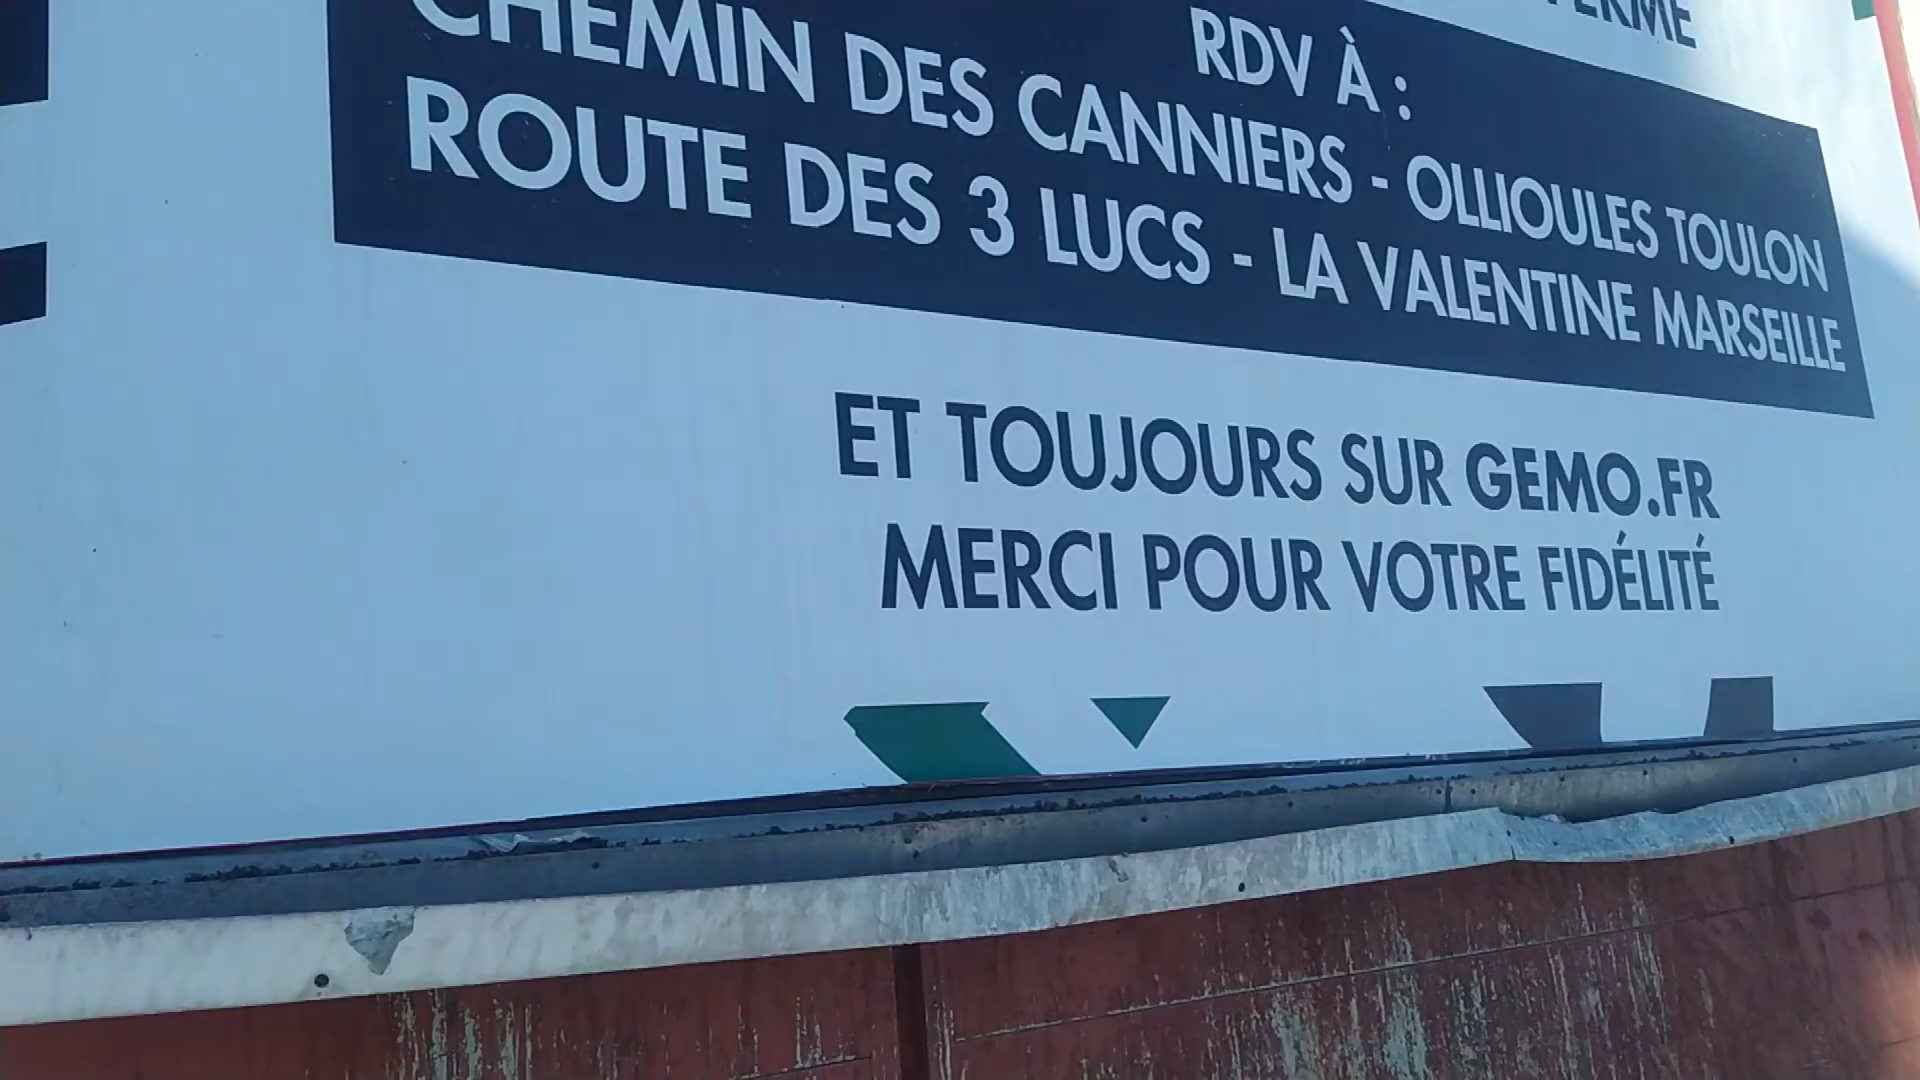 FERMÉ
RDV À :
CHEMIN DES CANNIERS - OLLIOULES TOULON
ROUTE DES 3 LUCS - LA VALENTINE MARSEILLE
ET TOUJOURS SUR GEMO.FR
MERCI POUR VOTRE FIDÉLITÉ